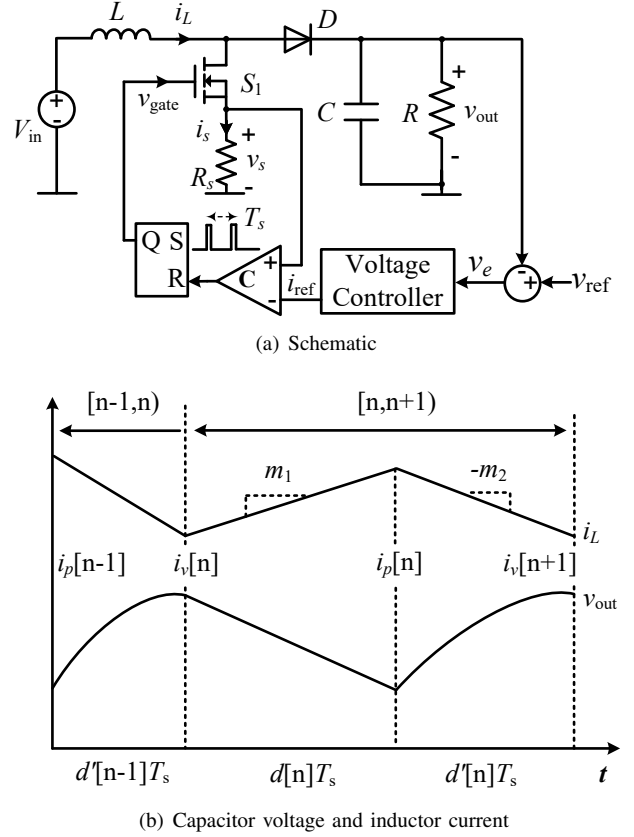 L
i_L
D
S_1
v_gate
V_in
i_s
+
v_s
-
R_s
C
R
+
v_out
-
+
-
T_s
Q S
R
C
+
-
i_ref
Voltage
Controller
v_e
-
+
v_ref
(a) Schematic
[n-1,n)
[n,n+1)
m_1
-m_2
i_L
i_p[n-1]
i_v[n]
i_p[n]
i_v[n+1]
v_out
d'[n-1]T_s
d[n]T_s
d'[n]T_s
t
(b) Capacitor voltage and inductor current